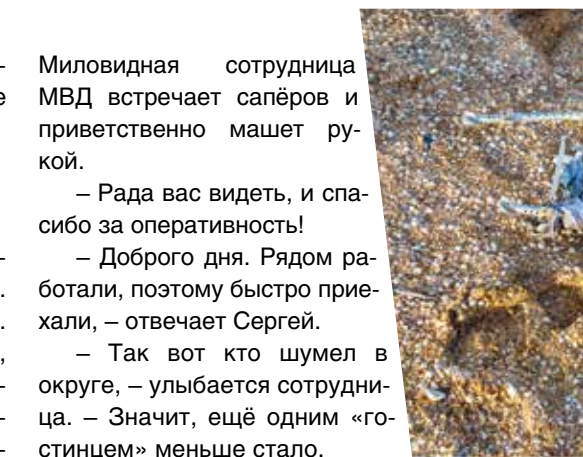 Миловидная сотрудница
МВД встречает сапёров и
приветственно машет ру-
кой.
– Рада вас видеть, и спа-
сибо за оперативность!
– Доброго дня. Рядом ра-
ботали, поэтому быстро прие-
хали, – отвечает Сергей.
– Так вот кто шумел в
округе, – улыбается сотрудни-
ца. – Значит, ещё одним «го-
стинцем» меньше стало.